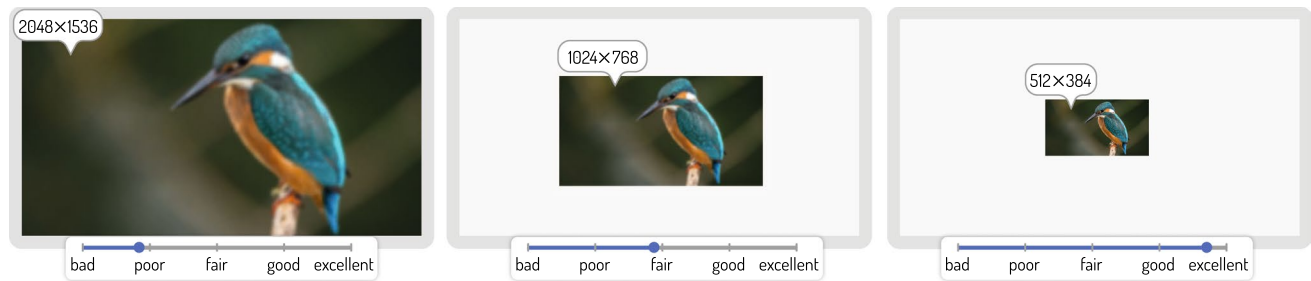 2048×1536
1024×768
512×384
bad poor fair good excellent
bad poor fair good excellent
bad poor fair good excellent